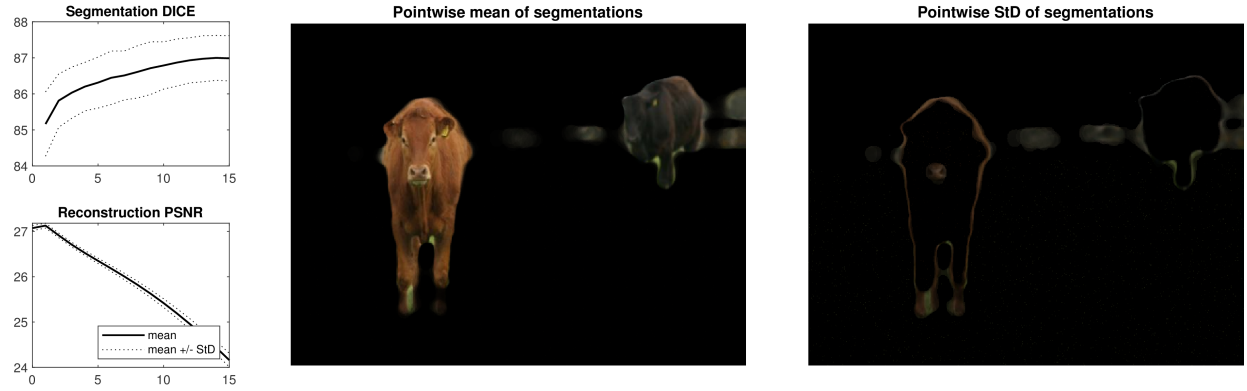 Segmentation DICE
88
87
86
85
84
0 5 10 15
Reconstruction PSNR
27
26
25
24
mean
mean +/- StD
0 5 10 15
Pointwise mean of segmentations
Pointwise StD of segmentations